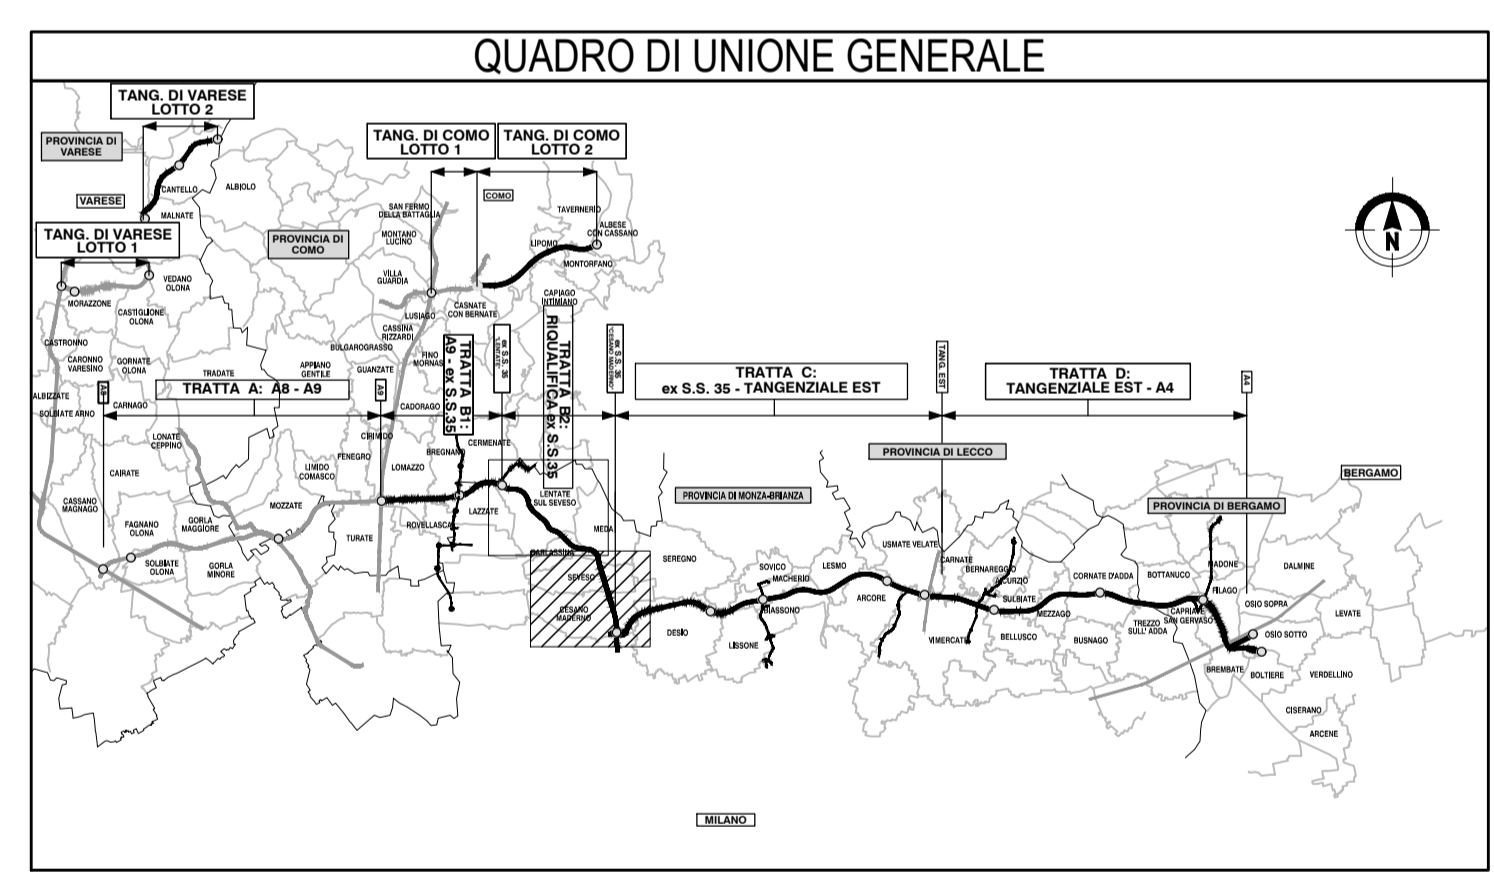 QUADRO DI UNIONE GENERALE
TANG. DI VARESE
LOTTO 2
PROVINCIA DI
VARESE
CANTELLO
ALBIOLO
VARESE
MALNATE
TANG. DI VARESE
LOTTO 1
VEDANO
OLONA
MORAZZONE
CASTIGLIONE
OLONA
PROVINCIA DI
COMO
TANG. DI COMO
LOTTO 1
TANG. DI COMO
LOTTO 2
COMO
SAN FERMO
DELLA BATTAGLIA
MONTANO
LUCINO
TAVERNERIO
ALBESE
CON CASSANO
LIPOMO
MONTORFANO
VILLA
GUARDIA
CAPIAGO
INTIMIANO
CASNATE
CON BERNATE
LUSIAGO
CASSINA
RIZZARDI
BULGAROGRASSO
FINO
MORNAS
GUANZATE
APPIANO
GENTILE
CASTRONNO
CARONNO
VARESINO
GORNATE
OLONA
TRADATE
ALBIZZATE
SOLBIATE ARNO
CARNAGO
A8
TRATTA A: A8 - A9
A9
CADORAGO
TRATTA B1:
A9 - ex S.S.35
ex S.S. 35
"LENTATE"
TRATTA B2:
RIQUALIFICA ex S.S.35
ex S.S. 35
"CESANO MADERNO"
TRATTA C:
ex S.S. 35 - TANGENZIALE EST
TANG. EST
TRATTA D:
TANGENZIALE EST - A4
A4
N
LONATE
CEPPINO
CIRIMIDO
FENEGRO
LIMIDO
COMASCO
LOMAZZO
BREGNANO
CERMENATE
CAIRATE
CASSANO
MAGNAGO
FAGNANO
OLONA
GORLA
MAGGIORE
MOZZATE
TURATE
ROVELLASCA
LAZZATE
LENTATE
SUL SEVESO
MEDA
BARLASSINA
SOLBIATE
OLONA
GORLA
MINORE
SEVESO
CESANO
MADERNO
PROVINCIA DI MONZA-BRIANZA
PROVINCIA DI LECCO
BERGAMO
PROVINCIA DI BERGAMO
SEREGNO
DESIO
LISSONE
SOVICO
MACHERIO
BIASSONO
LESMO
ARCORE
USMATE VELATE
CARNATE
BERNAREGGIO
AICURZIO
SULBIATE
VIMERCATE
MEZZAGO
BELLUSCO
BUSNAGO
CORNATE D'ADDA
TREZZO
SULL' ADDA
BOTTANUCO
MADONE
FILAGO
CAPRIATE
SAN GERVASO
DALMINE
OSIO SOPRA
LEVATE
OSIO SOTTO
BREMBATE
BOLTIERE
VERDELLINO
CISERANO
ARCENE
MILANO